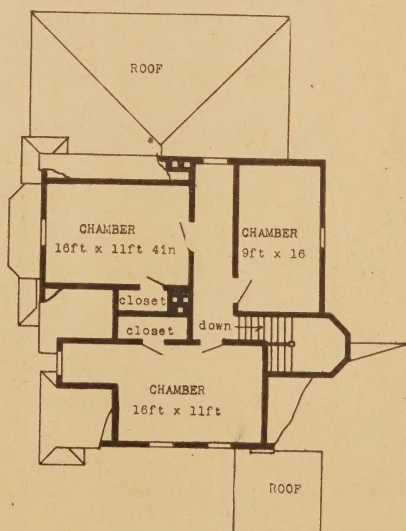 ROOF
CHAMBER
16ft x 11ft 4in
CHAMBER
9ft x 16
closet
closet
down
CHAMBER
16ft x 11ft
ROOF